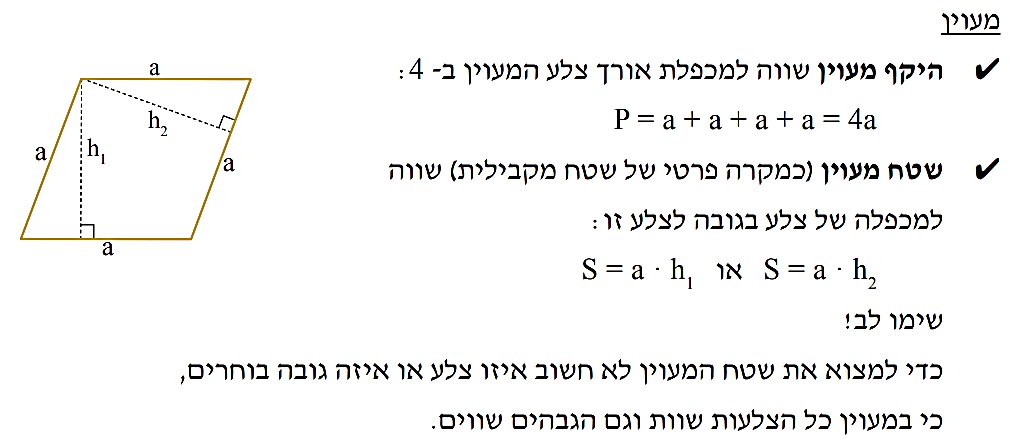 מעוין
✔ היקף מעוין שווה למכפלת אורך צלע המעוין ב- 4:
P = a + a + a + a = 4a
✔ שטח מעוין (כמקרה פרטי של שטח מקבילית) שווה
למכפלה של צלע בגובה לצלע זו:
S = a · h₁ או S = a · h₂
שימו לב!
כדי למצוא את שטח המעוין לא חשוב איזו צלע או איזה גובה בוחרים,
כי במעוין כל הצלעות שוות וגם הגבהים שווים.
a
h₂
a
h₁
a
a